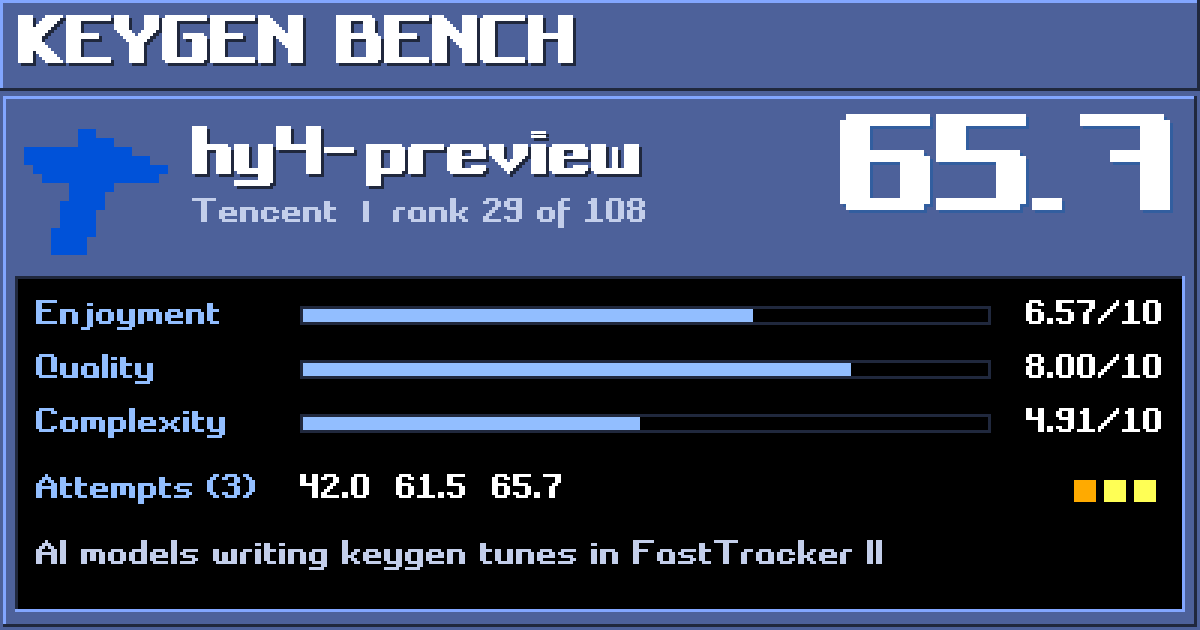 KEYGEN BENCH
hy4-preview
65.7
Tencent | rank 29 of 108
Enjoyment 6.57/10
Quality 8.00/10
Complexity 4.91/10
Attempts (3) 42.0 61.5 65.7
AI models writing keygen tunes in FastTracker II